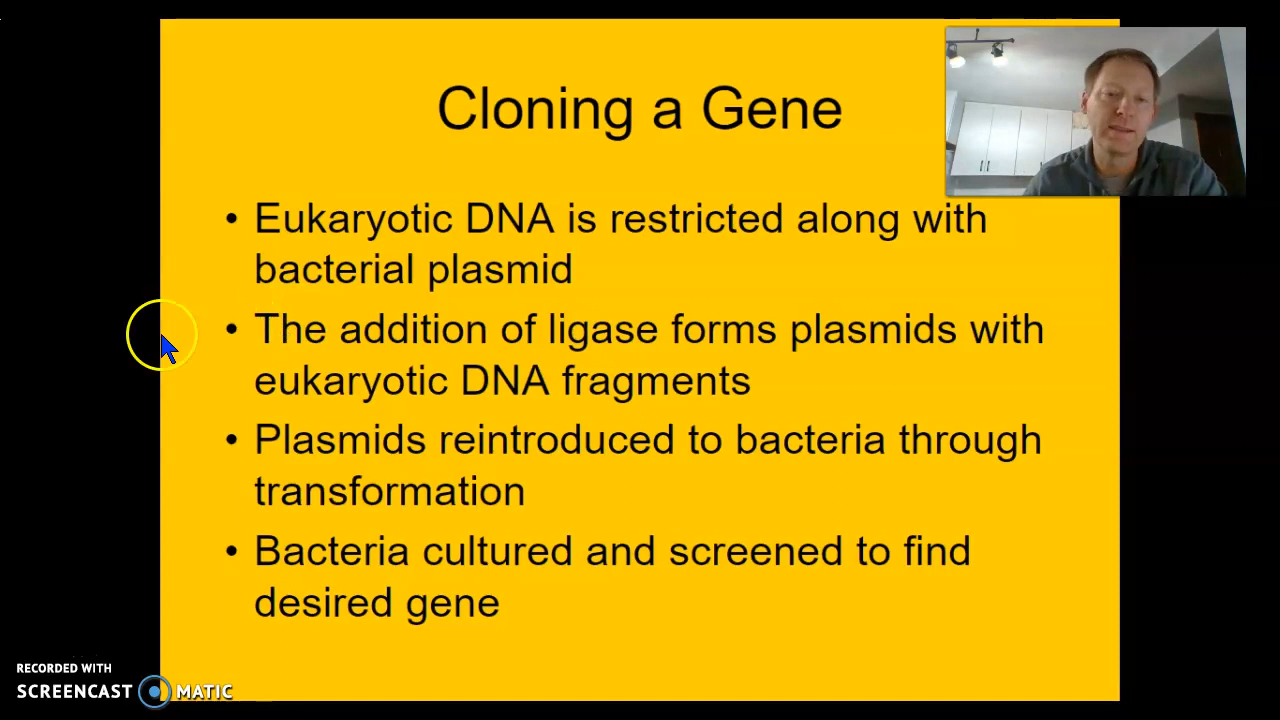 Cloning a Gene
• Eukaryotic DNA is restricted along with
bacterial plasmid
• The addition of ligase forms plasmids with
eukaryotic DNA fragments
• Plasmids reintroduced to bacteria through
transformation
• Bacteria cultured and screened to find
desired gene
RECORDED WITH
SCREENCAST MATIC